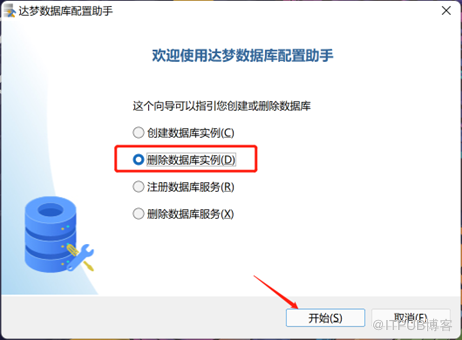 达梦数据库配置助手
欢迎使用达梦数据库配置助手
这个向导可以指引您创建或删除数据库
创建数据库实例(C)
删除数据库实例(D)
注册数据库服务(R)
删除数据库服务(X)
开始(S) 取消(E)
@ITPUB博客